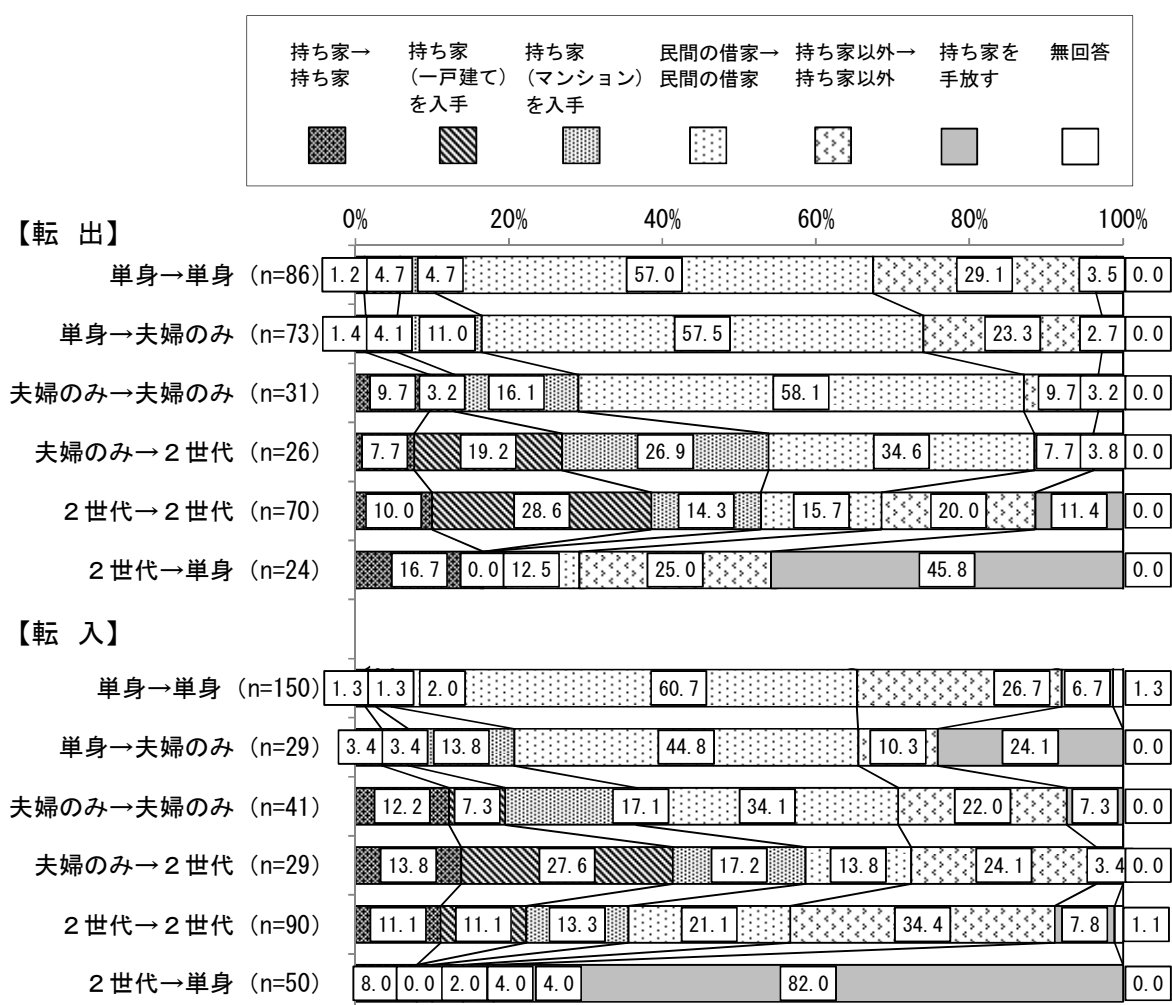 持ち家→
持ち家
持ち家
(一戸建て)
を入手
持ち家
(マンション)
を入手
民間の借家→
民間の借家
持ち家以外→
持ち家以外
持ち家を
手放す
無回答
0% 20% 40% 60% 80% 100%
【転 出】
単身→単身 (n=86) 1.2 4.7 4.7 57.0 29.1 3.5 0.0
単身→夫婦のみ (n=73) 1.4 4.1 11.0 57.5 23.3 2.7 0.0
夫婦のみ→夫婦のみ (n=31) 9.7 3.2 16.1 58.1 9.7 3.2 0.0
夫婦のみ→２世代 (n=26) 7.7 19.2 26.9 34.6 7.7 3.8 0.0
２世代→２世代 (n=70) 10.0 28.6 14.3 15.7 20.0 11.4 0.0
２世代→単身 (n=24) 16.7 0.0 12.5 25.0 45.8 0.0
【転 入】
単身→単身 (n=150) 1.3 1.3 2.0 60.7 26.7 6.7 1.3
単身→夫婦のみ (n=29) 3.4 3.4 13.8 44.8 10.3 24.1 0.0
夫婦のみ→夫婦のみ (n=41) 12.2 7.3 17.1 34.1 22.0 7.3 0.0
夫婦のみ→２世代 (n=29) 13.8 27.6 17.2 13.8 24.1 3.4 0.0
２世代→２世代 (n=90) 11.1 11.1 13.3 21.1 34.4 7.8 1.1
２世代→単身 (n=50) 8.0 0.0 2.0 4.0 4.0 82.0 0.0